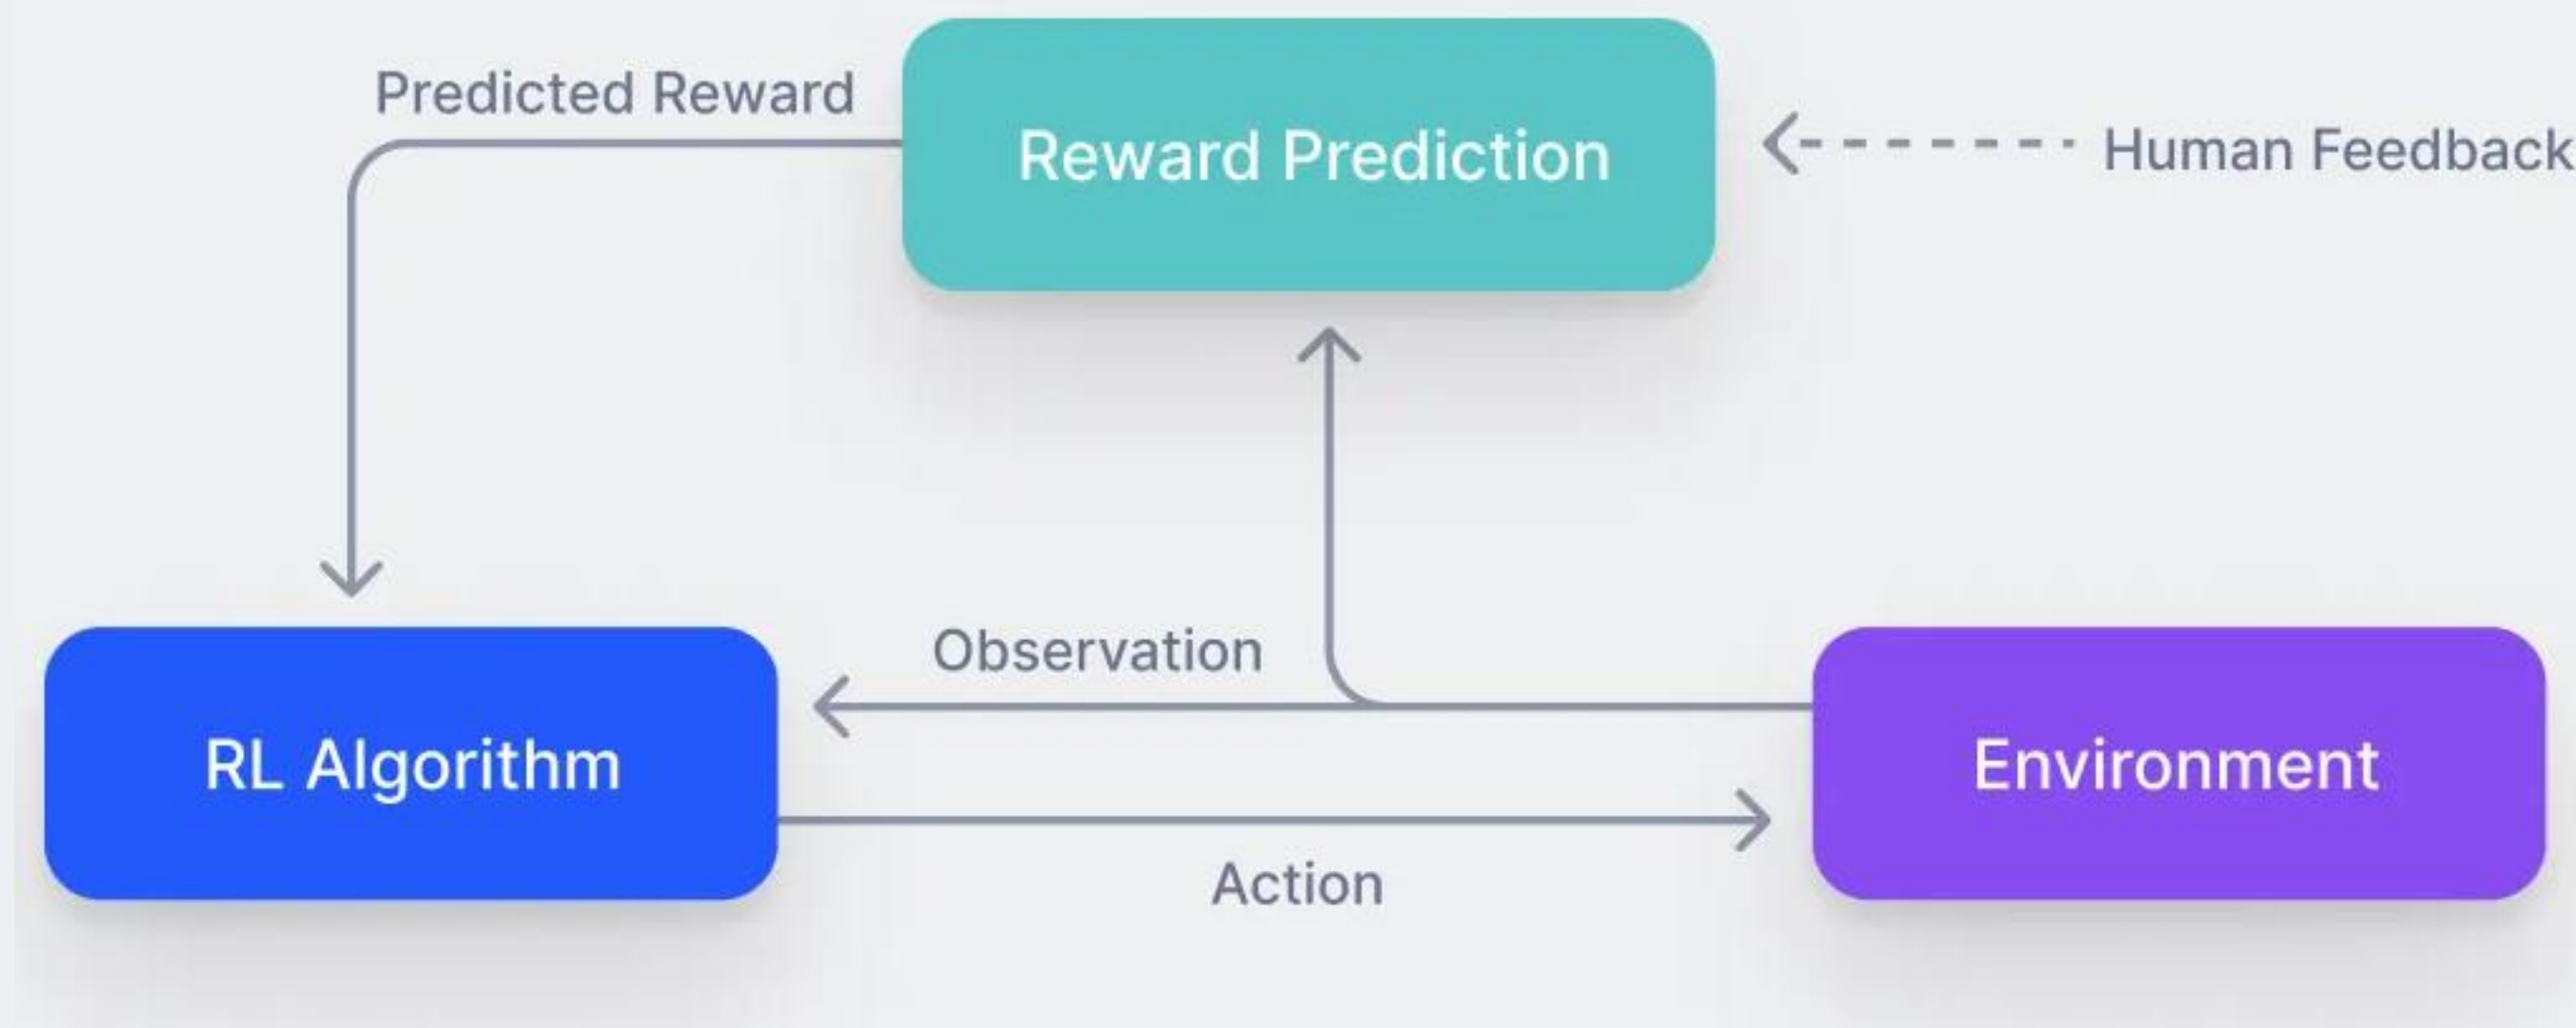 Predicted Reward
Reward Prediction
Human Feedback
Observation
RL Algorithm
Environment
Action